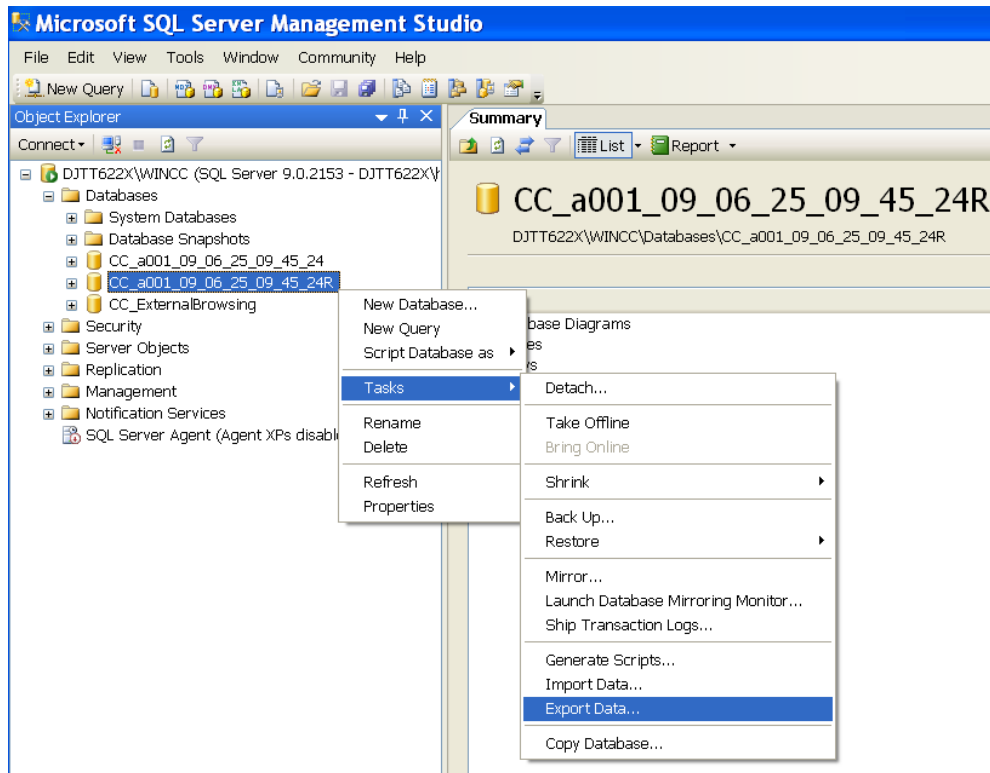 Microsoft SQL Server Management Studio
File Edit View Tools Window Community Help
New Query
Object Explorer
Summary
Connect
List Report
DJTT622X\WINCC (SQL Server 9.0.2153 - DJTT622X\
Databases
System Databases
Database Snapshots
CC_a001_09_06_25_09_45_24
CC_a001_09_06_25_09_45_24R
CC_ExternalBrowsing
Security
Server Objects
Replication
Management
Notification Services
SQL Server Agent (Agent XPs disabl
CC_a001_09_06_25_09_45_24R
DJTT622X\WINCC\Databases\CC_a001_09_06_25_09_45_24R
base Diagrams
es
s
New Database...
New Query
Script Database as
Tasks
Rename
Delete
Refresh
Properties
Detach...
Take Offline
Bring Online
Shrink
Back Up...
Restore
Mirror...
Launch Database Mirroring Monitor...
Ship Transaction Logs...
Generate Scripts...
Import Data...
Export Data...
Copy Database...